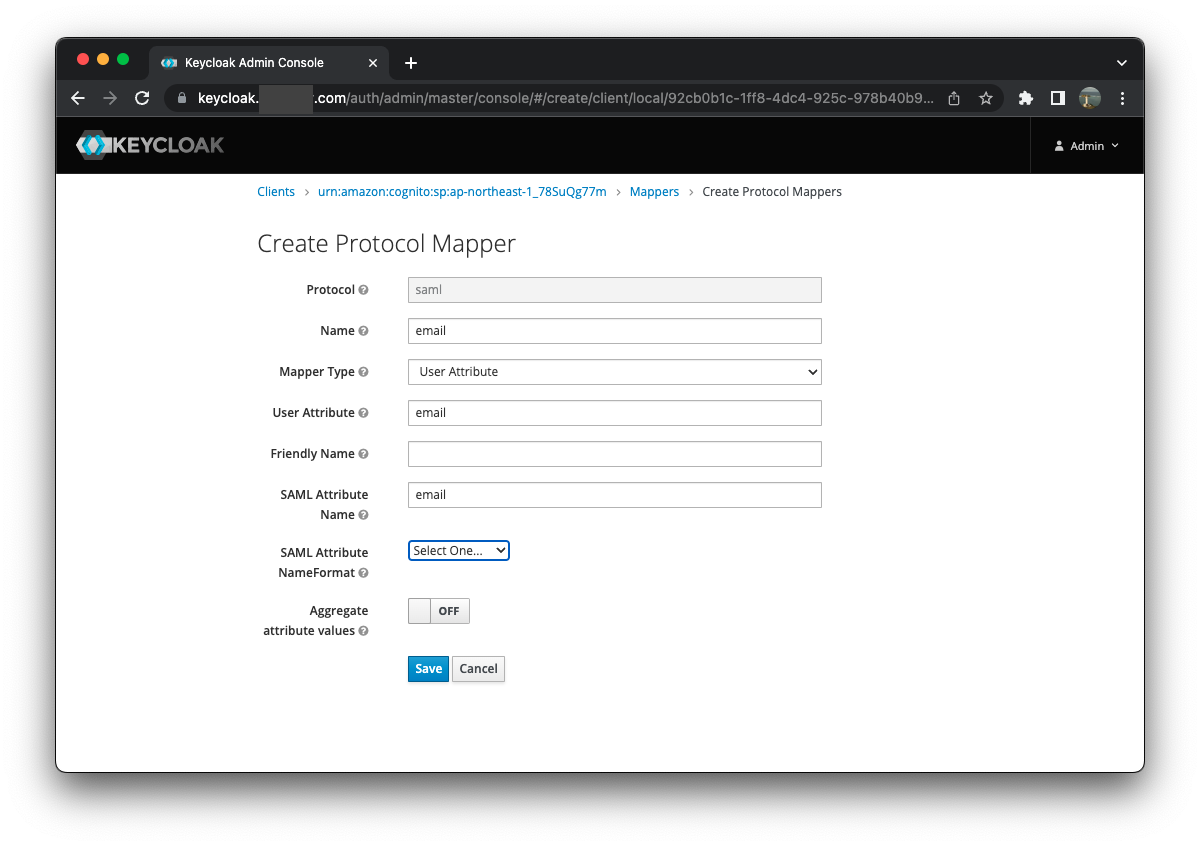 Keycloak Admin Console
keycloak. r.com/auth/admin/master/console/#/create/client/local/92cb0b1c-1ff8-4dc4-925c-978b40b9...
KEYCLOAK
Admin
Clients > urn:amazon:cognito:sp:ap-northeast-1_78SuQg77m > Mappers > Create Protocol Mappers
Create Protocol Mapper
Protocol saml
Name email
Mapper Type User Attribute
User Attribute email
Friendly Name
SAML Attribute email
Name
SAML Attribute Select One...
NameFormat
Aggregate OFF
attribute values
Save Cancel